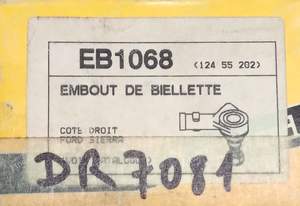 EB1068 (124 55 202)
EMBOUT DE BIELLETTE
COTE DROIT
FORD SIERRA
DR7081